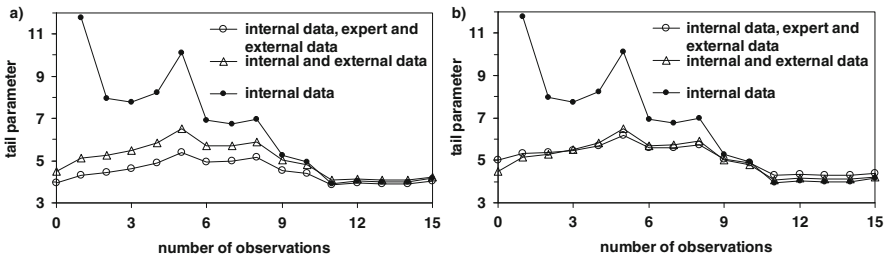 a)
11
9
7
5
3
tail parameter
internal data, expert and
external data
internal and external data
internal data
0
3
6
9
12
15
number of observations
b)
11
9
7
5
3
tail parameter
internal data, expert and
external data
internal and external data
internal data
0
3
6
9
12
15
number of observations